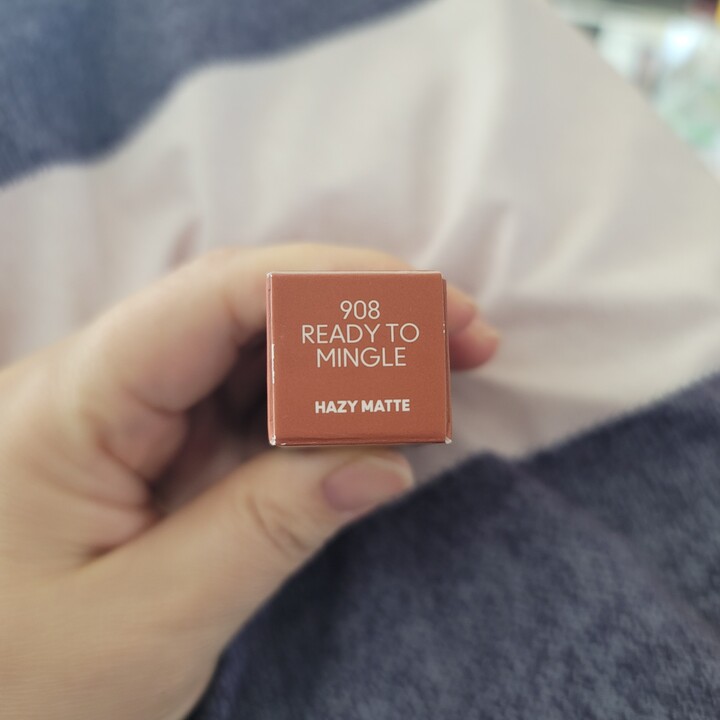 908
READY TO
MINGLE
HAZY MATTE